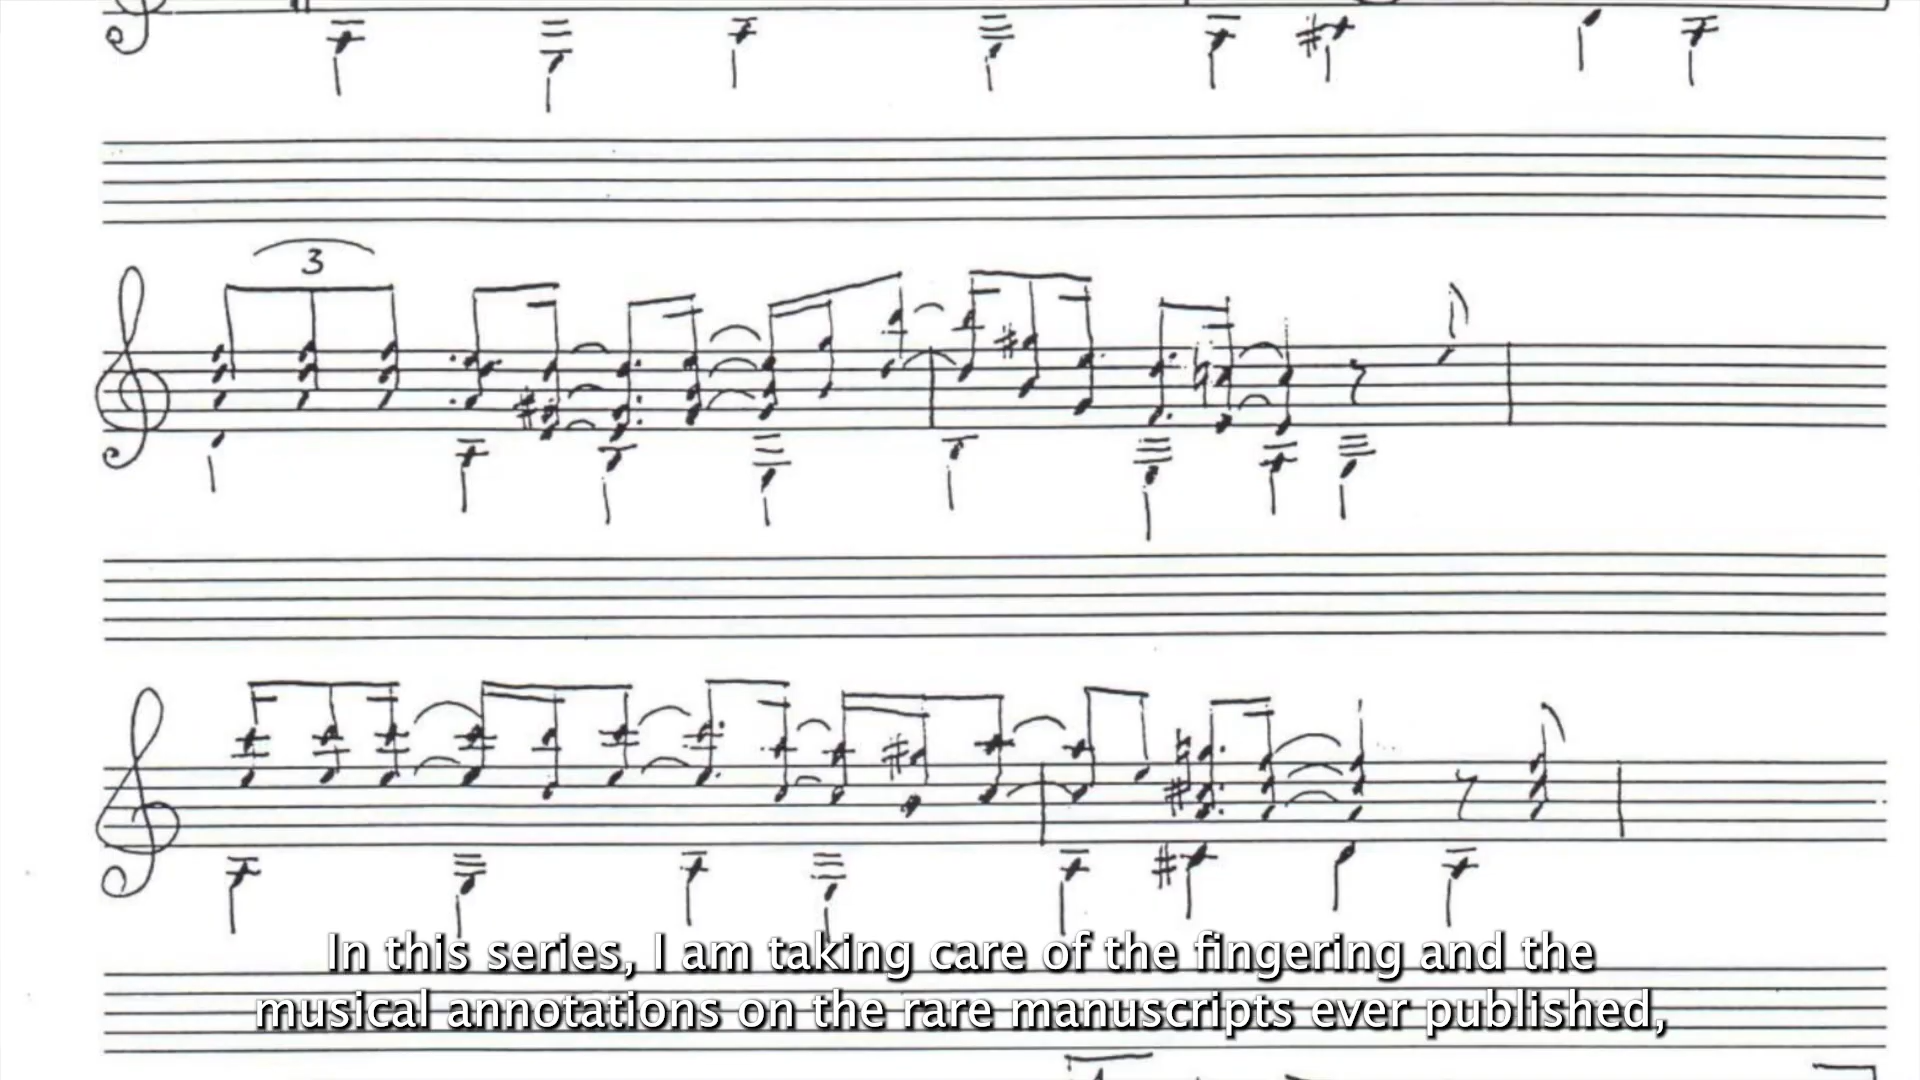 3
In this series, I am taking care of the fingering and the
musical annotations on the rare manuscripts ever published,